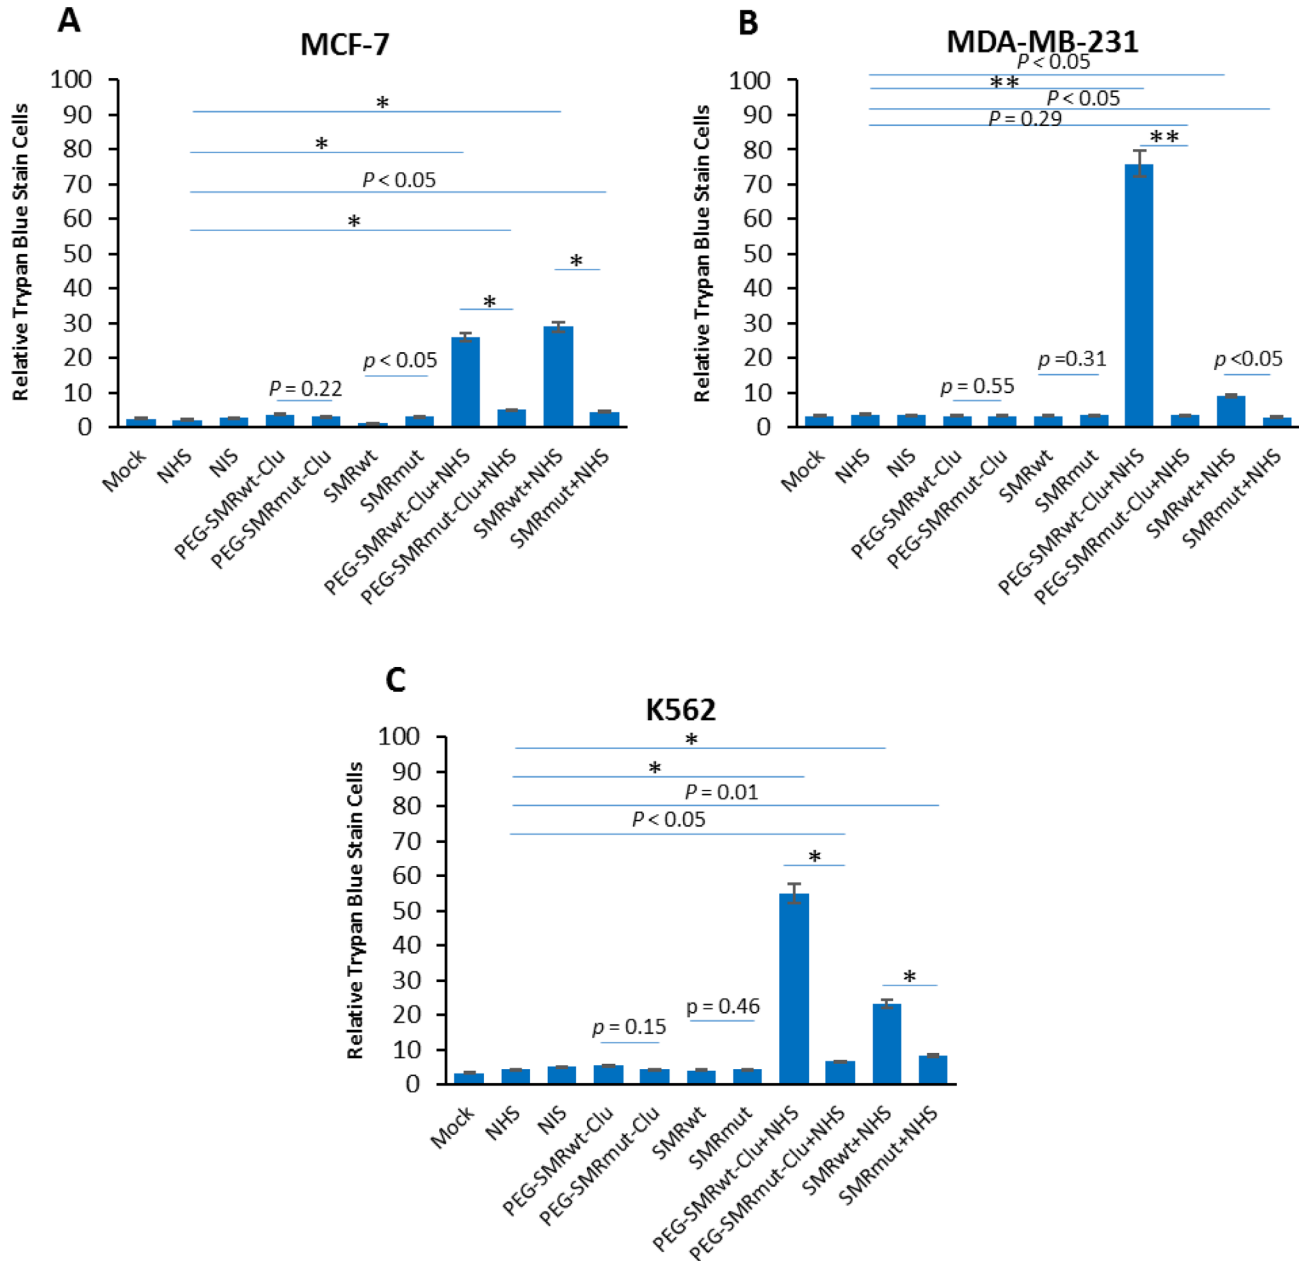 A
MCF-7
Relative Trypan Blue Stain Cells
100
90
80
70
60
50
40
30
20
10
0
*
*
P < 0.05
*
*
*
p < 0.05
P = 0.22
Mock
NHS
NIS
PEG-SMRwt-Clu
PEG-SMRmut-Clu
SMRwt
SMRmut
PEG-SMRwt-Clu+NHS
PEG-SMRmut-Clu+NHS
SMRwt+NHS
SMRmut+NHS
B
MDA-MB-231
Relative Trypan Blue Stain Cells
100
90
80
70
60
50
40
30
20
10
0
P < 0.05
**
P < 0.05
P = 0.29
**
p =0.31
p <0.05
p = 0.55
Mock
NHS
NIS
PEG-SMRwt-Clu
PEG-SMRmut-Clu
SMRwt
SMRmut
PEG-SMRwt-Clu+NHS
PEG-SMRmut-Clu+NHS
SMRwt+NHS
SMRmut+NHS
C
K562
Relative Trypan Blue Stain Cells
100
90
80
70
60
50
40
30
20
10
0
*
*
P = 0.01
P < 0.05
*
*
p = 0.46
p = 0.15
Mock
NHS
NIS
PEG-SMRwt-Clu
PEG-SMRmut-Clu
SMRwt
SMRmut
PEG-SMRwt-Clu+NHS
PEG-SMRmut-Clu+NHS
SMRwt+NHS
SMRmut+NHS